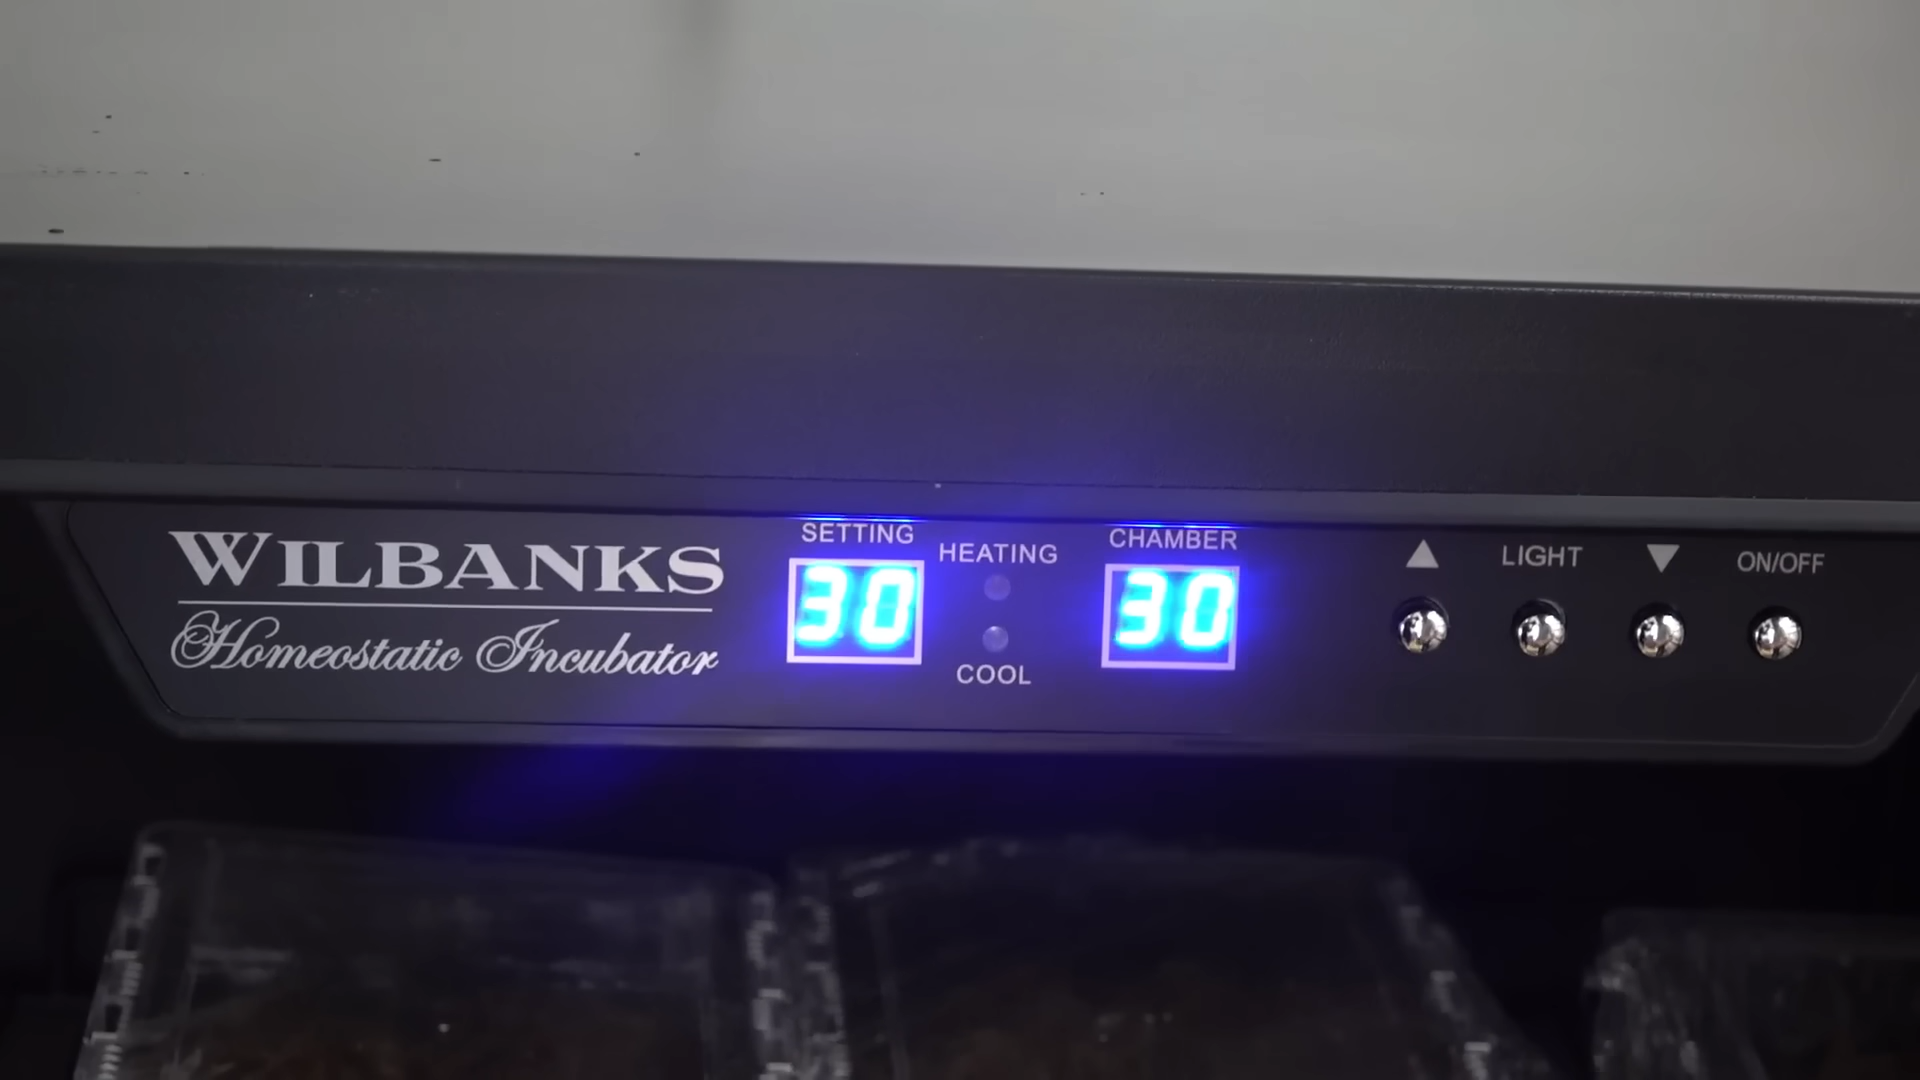 WILBANKS
Homeostatic Incubator
SETTING
30
HEATING
COOL
CHAMBER
30
▲
LIGHT
▼
ON/OFF